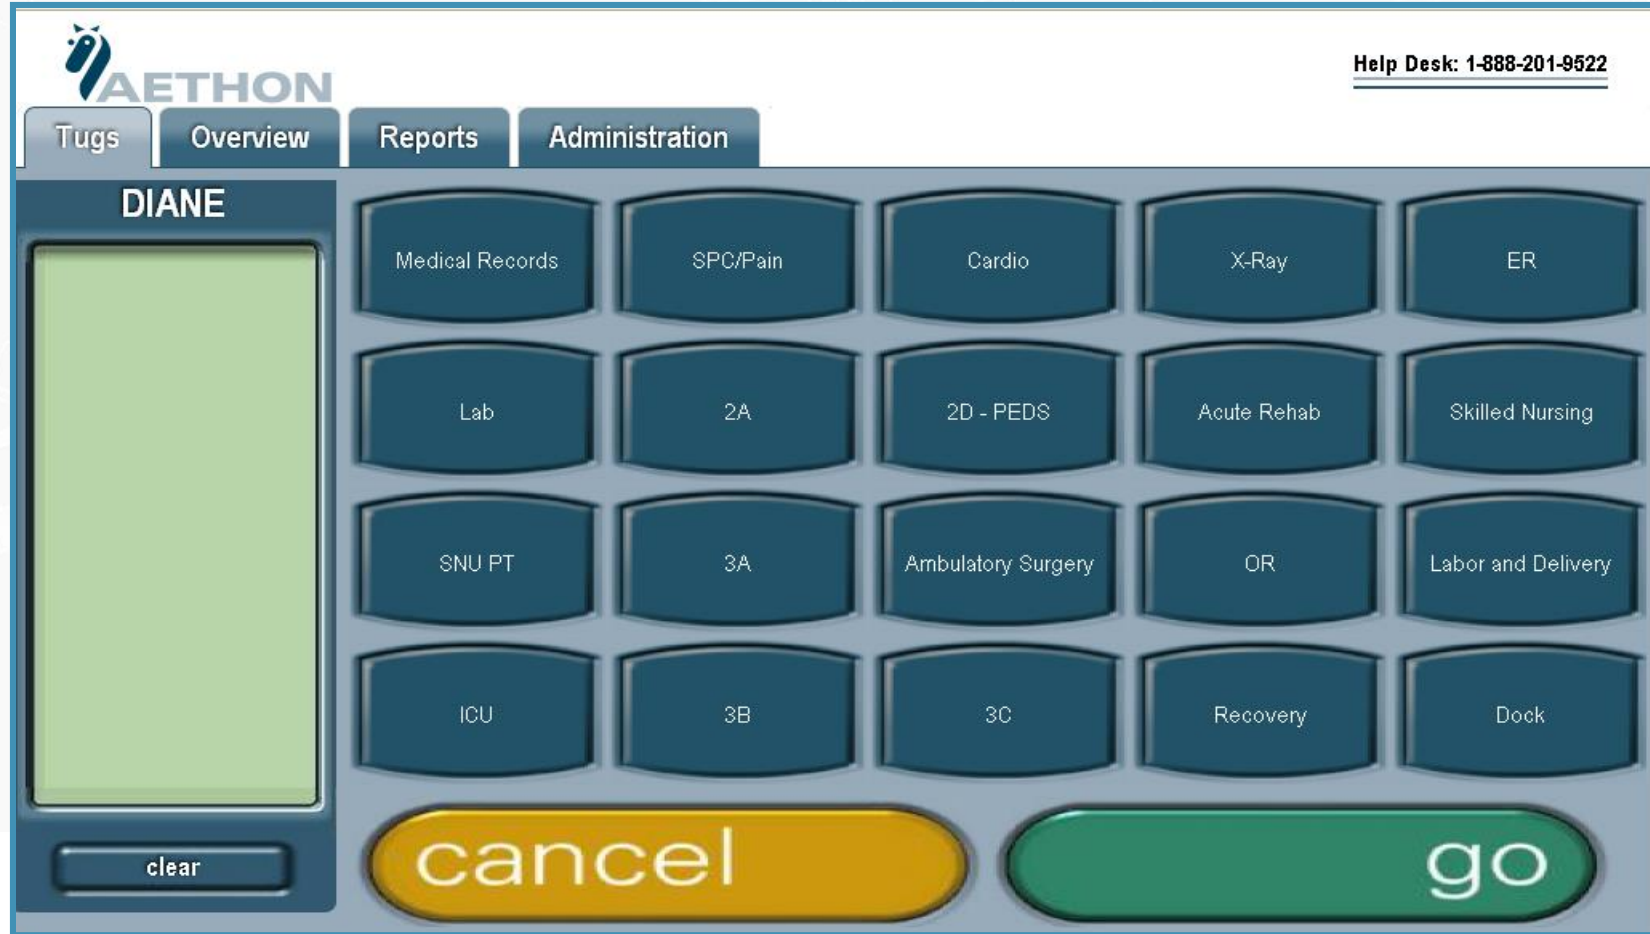 AETHON
Help Desk: 1-888-201-9522
Tugs Overview Reports Administration
DIANE
Medical Records SPC/Pain Cardio X-Ray ER
Lab 2A 2D - PEDS Acute Rehab Skilled Nursing
SNU PT 3A Ambulatory Surgery OR Labor and Delivery
ICU 3B 3C Recovery Dock
clear cancel go